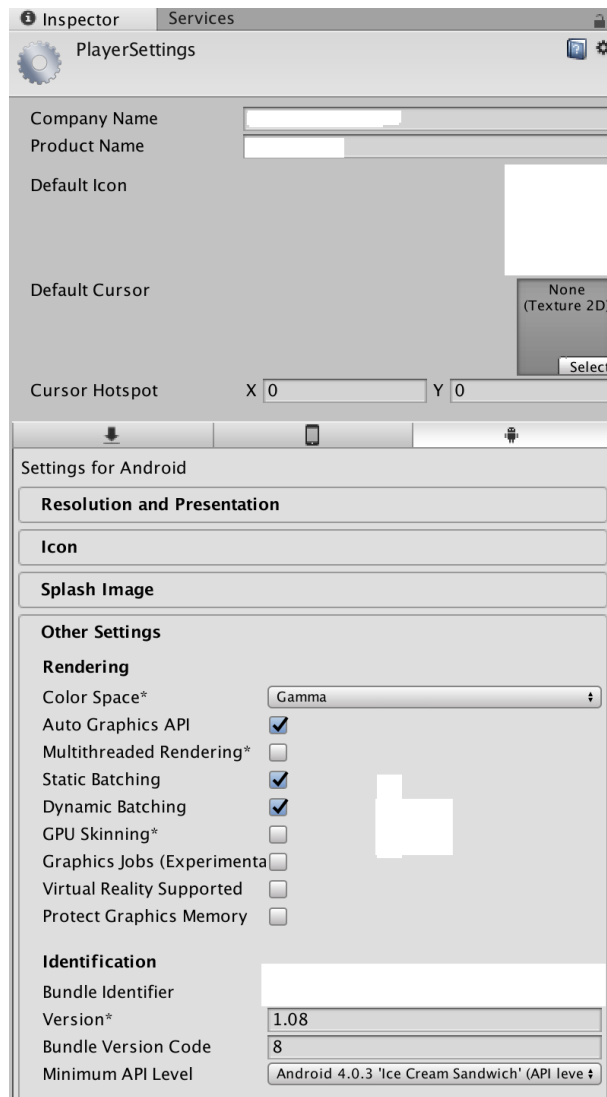 Inspector Services
PlayerSettings
Company Name
Product Name
Default Icon
Default Cursor
None
(Texture 2D)
Select
Cursor Hotspot X 0 Y 0
Settings for Android
Resolution and Presentation
Icon
Splash Image
Other Settings
Rendering
Color Space* Gamma
Auto Graphics API
Multithreaded Rendering*
Static Batching
Dynamic Batching
GPU Skinning*
Graphics Jobs (Experimenta
Virtual Reality Supported
Protect Graphics Memory
Identification
Bundle Identifier
Version* 1.08
Bundle Version Code 8
Minimum API Level Android 4.0.3 'Ice Cream Sandwich' (API leve